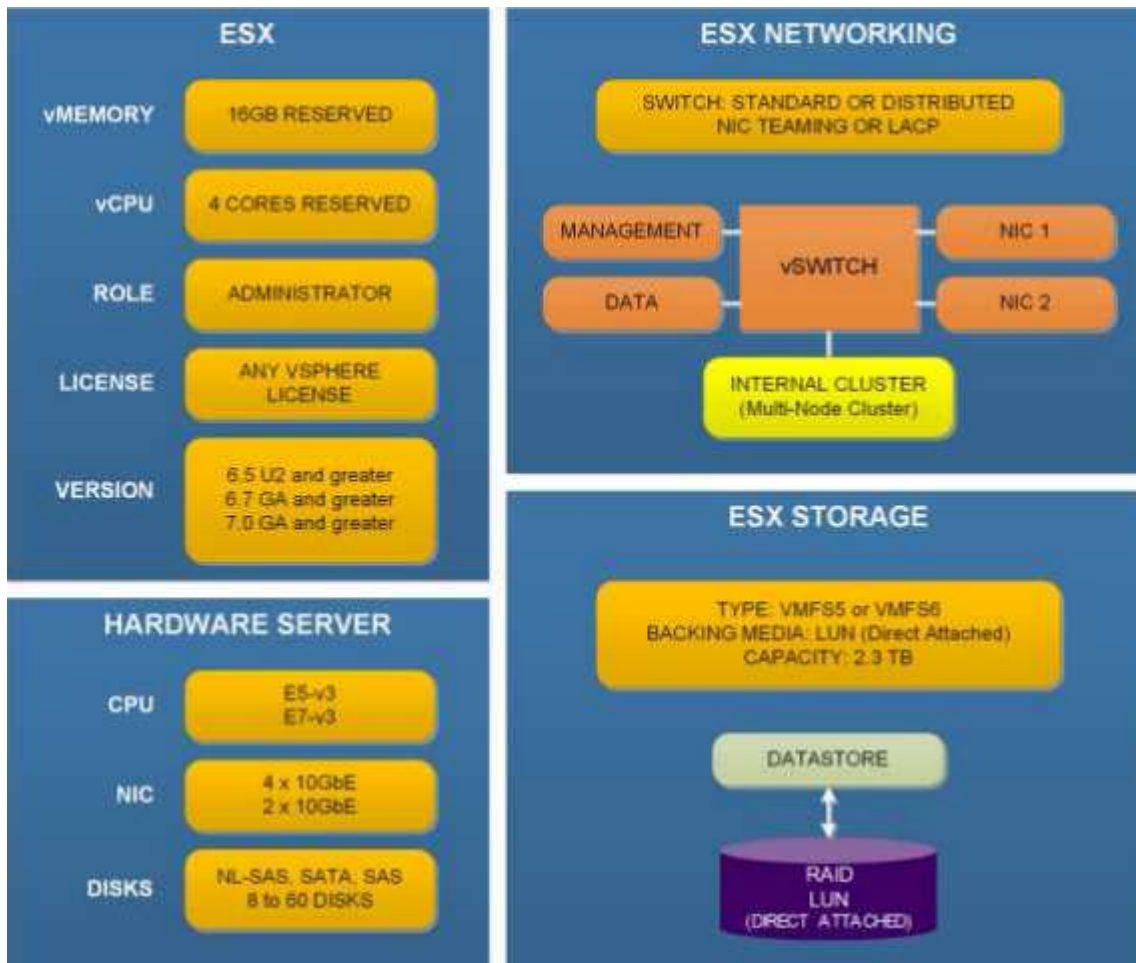 ESX
vMEMORY
16GB RESERVED
vCPU
4 CORES RESERVED
ROLE
ADMINISTRATOR
LICENSE
ANY VSPHERE
LICENSE
VERSION
6.5 U2 and greater
6.7 GA and greater
7.0 GA and greater
HARDWARE SERVER
CPU
E5-v3
E7-v3
NIC
4 x 10GbE
2 x 10GbE
DISKS
NL-SAS, SATA, SAS
8 to 60 DISKS
ESX NETWORKING
SWITCH: STANDARD OR DISTRIBUTED
NIC TEAMING OR LACP
MANAGEMENT
DATA
vSWITCH
NIC 1
NIC 2
INTERNAL CLUSTER
(Multi-Node Cluster)
ESX STORAGE
TYPE: VMFS5 or VMFS6
BACKING MEDIA: LUN (Direct Attached)
CAPACITY: 2.3 TB
DATASTORE
RAID
LUN
(DIRECT ATTACHED)